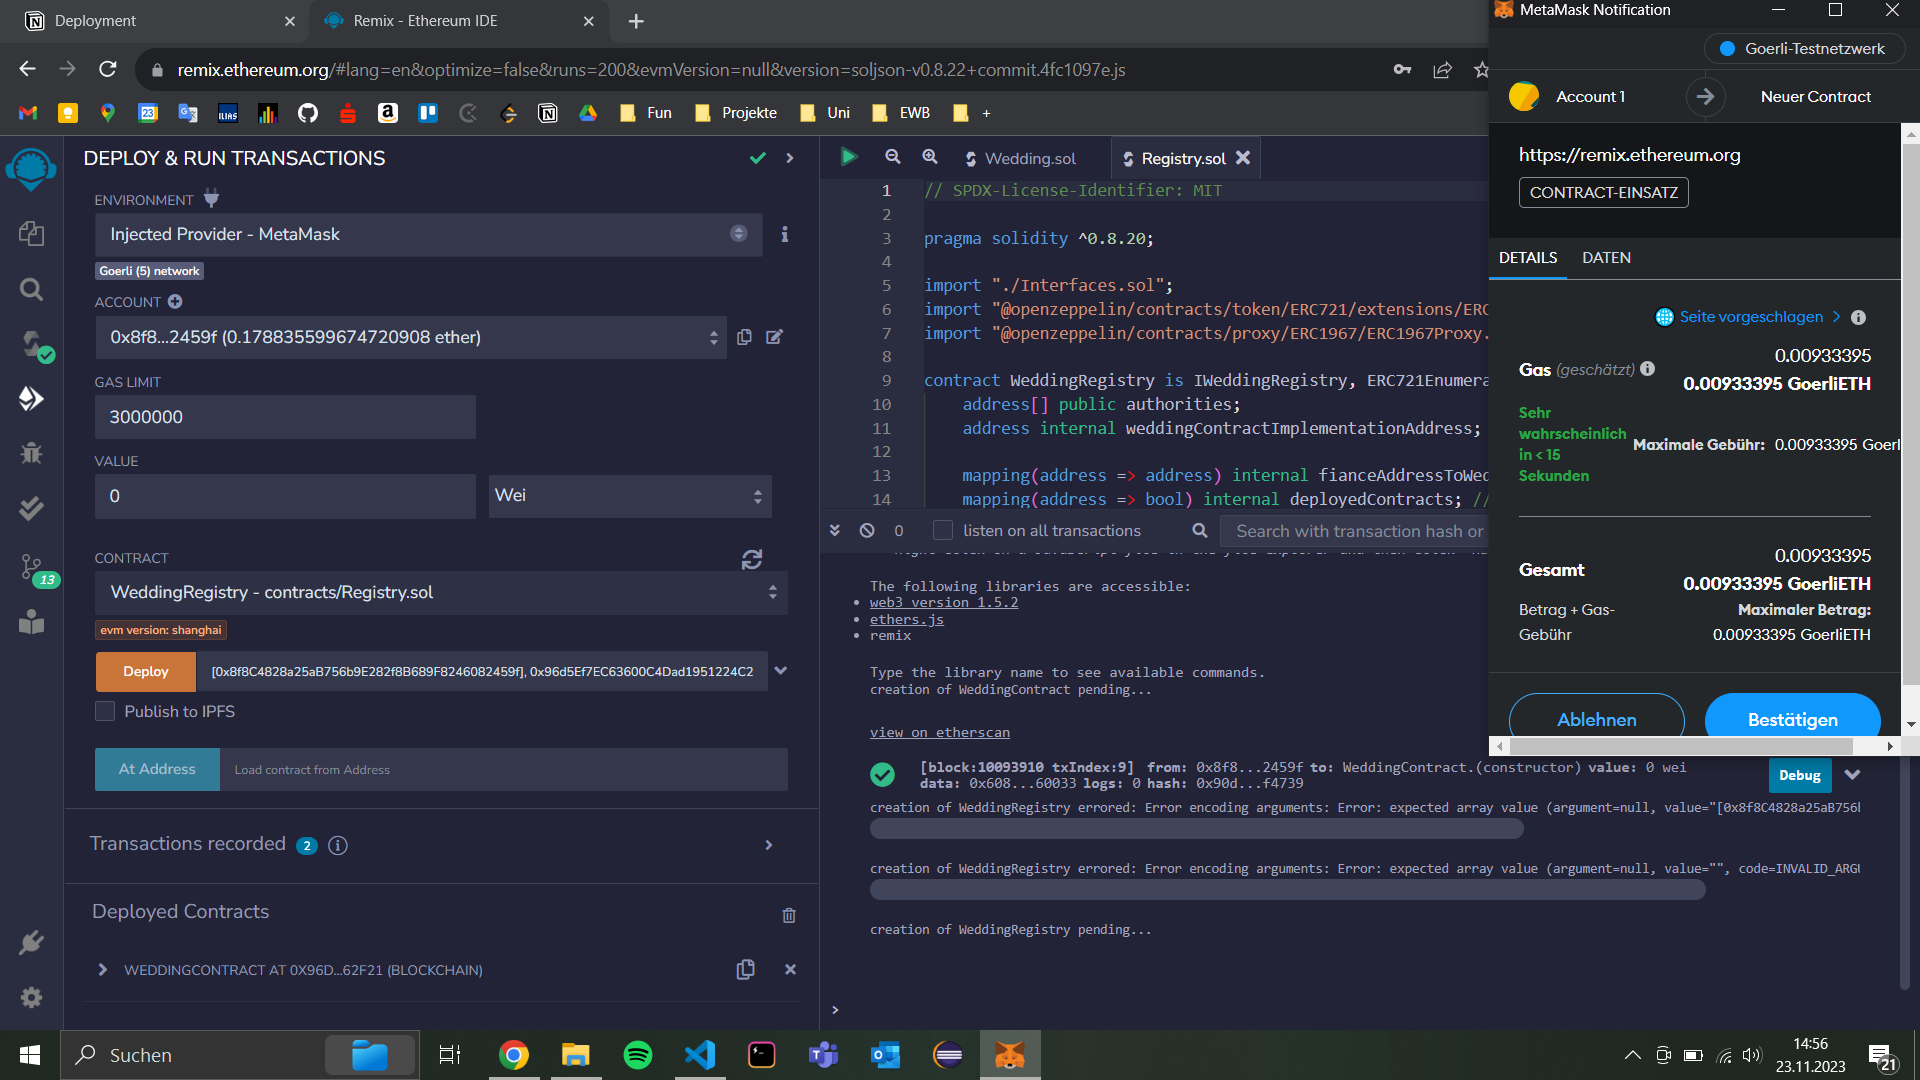 Deployment
Remix - Ethereum IDE
remix.ethereum.org/#lang=en&optimize=false&runs=200&evmVersion=null&version=soljson-v0.8.22+commit.4fc1097e.js
23
ILIAS
Fun
Projekte
Uni
EWB
+
DEPLOY & RUN TRANSACTIONS
ENVIRONMENT
Injected Provider - MetaMask
Goerli (5) network
ACCOUNT
0x8f8...2459f (0.178835599674720908 ether)
GAS LIMIT
3000000
VALUE
0
Wei
CONTRACT
WeddingRegistry - contracts/Registry.sol
evm version: shanghai
Deploy
[0x8f8C4828a25aB756b9E282f8B689F8246082459f], 0x96d5Ef7EC63600C4Dad1951224C2
Publish to IPFS
At Address
Load contract from Address
Transactions recorded 2
Deployed Contracts
WEDDINGCONTRACT AT 0X96D...62F21 (BLOCKCHAIN)
13
Wedding.sol
Registry.sol
1 // SPDX-License-Identifier: MIT
2
3 pragma solidity ^0.8.20;
4
5 import "./Interfaces.sol";
6 import "@openzeppelin/contracts/token/ERC721/extensions/ERC
7 import "@openzeppelin/contracts/proxy/ERC1967/ERC1967Proxy.
8
9 contract WeddingRegistry is IWeddingRegistry, ERC721Enumera
10 address[] public authorities;
11 address internal weddingContractImplementationAddress;
12
13 mapping(address => address) internal fianceAddressToWed
14 mapping(address => bool) internal deployedContracts; //
0
listen on all transactions
Search with transaction hash or
The following libraries are accessible:
web3 version 1.5.2
ethers.js
remix
Type the library name to see available commands.
creation of WeddingContract pending...
view on etherscan
[block:10093910 txIndex:9] from: 0x8f8...2459f to: WeddingContract.(constructor) value: 0 wei
data: 0x608...60033 logs: 0 hash: 0x90d...f4739
Debug
creation of WeddingRegistry errored: Error encoding arguments: Error: expected array value (argument=null, value="[0x8f8C4828a25aB756
creation of WeddingRegistry errored: Error encoding arguments: Error: expected array value (argument=null, value="", code=INVALID_ARG
creation of WeddingRegistry pending...
>
MetaMask Notification
Goerli-Testnetzwerk
Account 1
Neuer Contract
https://remix.ethereum.org
CONTRACT-EINSATZ
DETAILS
DATEN
Seite vorgeschlagen
Gas (geschätzt)
0.00933395
0.00933395 GoerliETH
Sehr
wahrscheinlich
in < 15
Sekunden
Maximale Gebühr: 0.00933395 Goerl
Gesamt
0.00933395
0.00933395 GoerliETH
Betrag + Gas-
Gebühr
Maximaler Betrag:
0.00933395 GoerliETH
Ablehnen
Bestätigen
Suchen
14:56
23.11.2023
21